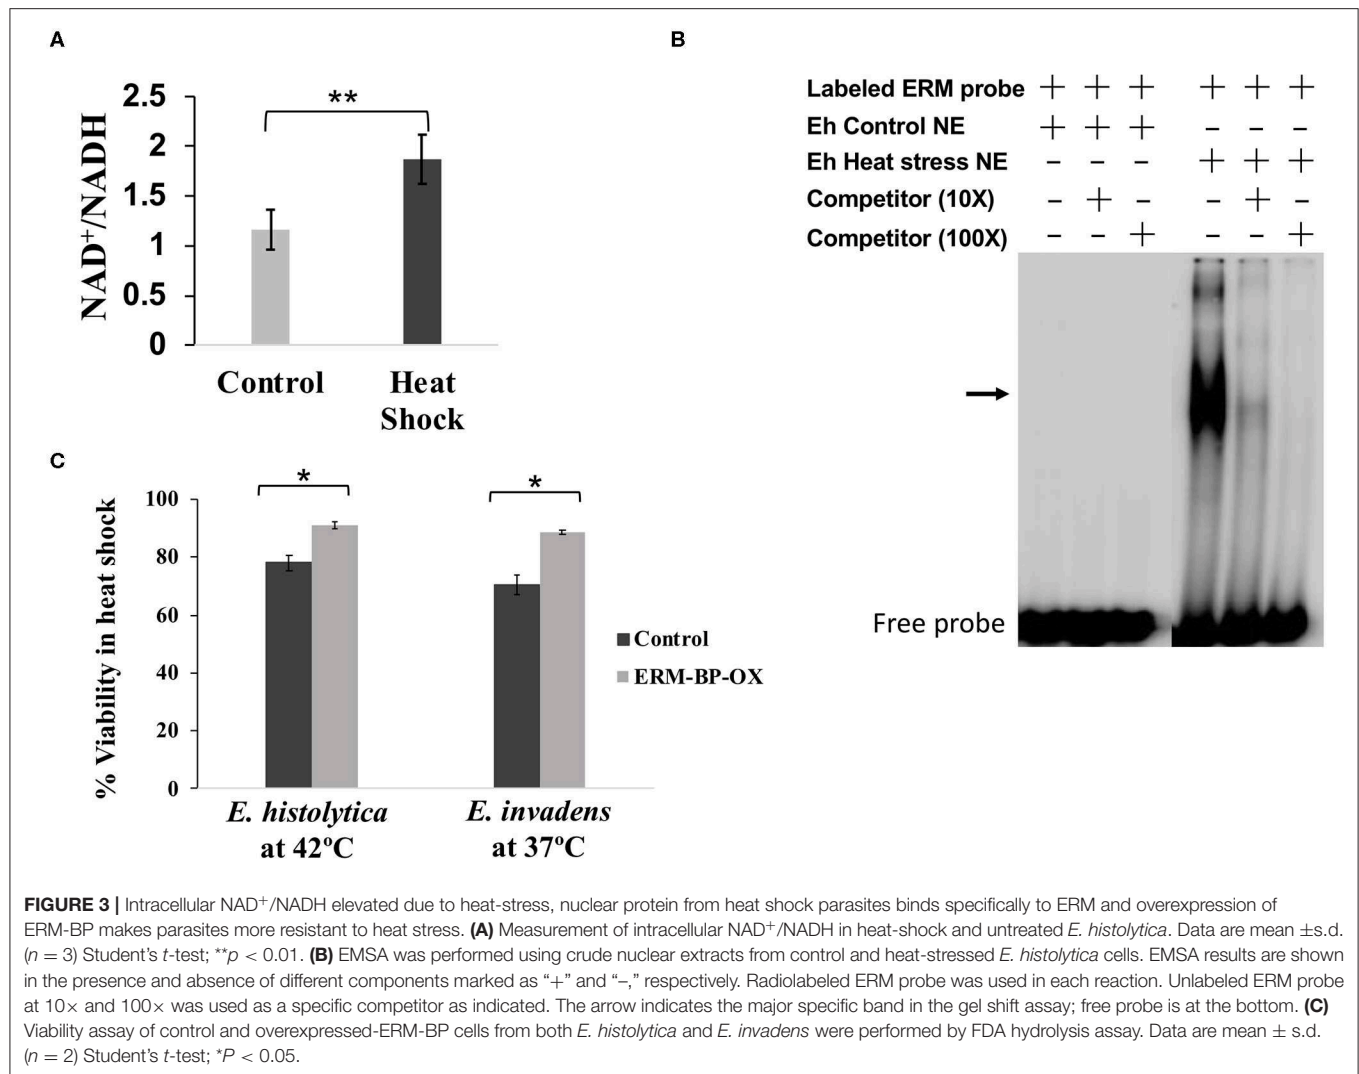 A
2.5
2
1.5
1
0.5
0
NAD+/NADH
**
Control
Heat
Shock
B
Labeled ERM probe + + + + + +
Eh Control NE + + + – – –
Eh Heat stress NE – – – + + +
Competitor (10X) – + – – + –
Competitor (100X) – – + – – +
Free probe
C
100
80
60
40
20
0
% Viability in heat shock
*
*
Control
ERM-BP-OX
E. histolytica
at 42ºC
E. invadens
at 37ºC
FIGURE 3 | Intracellular NAD+/NADH elevated due to heat-stress, nuclear protein from heat shock parasites binds specifically to ERM and overexpression of
ERM-BP makes parasites more resistant to heat stress. (A) Measurement of intracellular NAD+/NADH in heat-shock and untreated E. histolytica. Data are mean ±s.d.
(n = 3) Student's t-test; **p < 0.01. (B) EMSA was performed using crude nuclear extracts from control and heat-stressed E. histolytica cells. EMSA results are shown
in the presence and absence of different components marked as “+” and “–,” respectively. Radiolabeled ERM probe was used in each reaction. Unlabeled ERM probe
at 10× and 100× was used as a specific competitor as indicated. The arrow indicates the major specific band in the gel shift assay; free probe is at the bottom. (C)
Viability assay of control and overexpressed-ERM-BP cells from both E. histolytica and E. invadens were performed by FDA hydrolysis assay. Data are mean ± s.d.
(n = 2) Student's t-test; *P < 0.05.